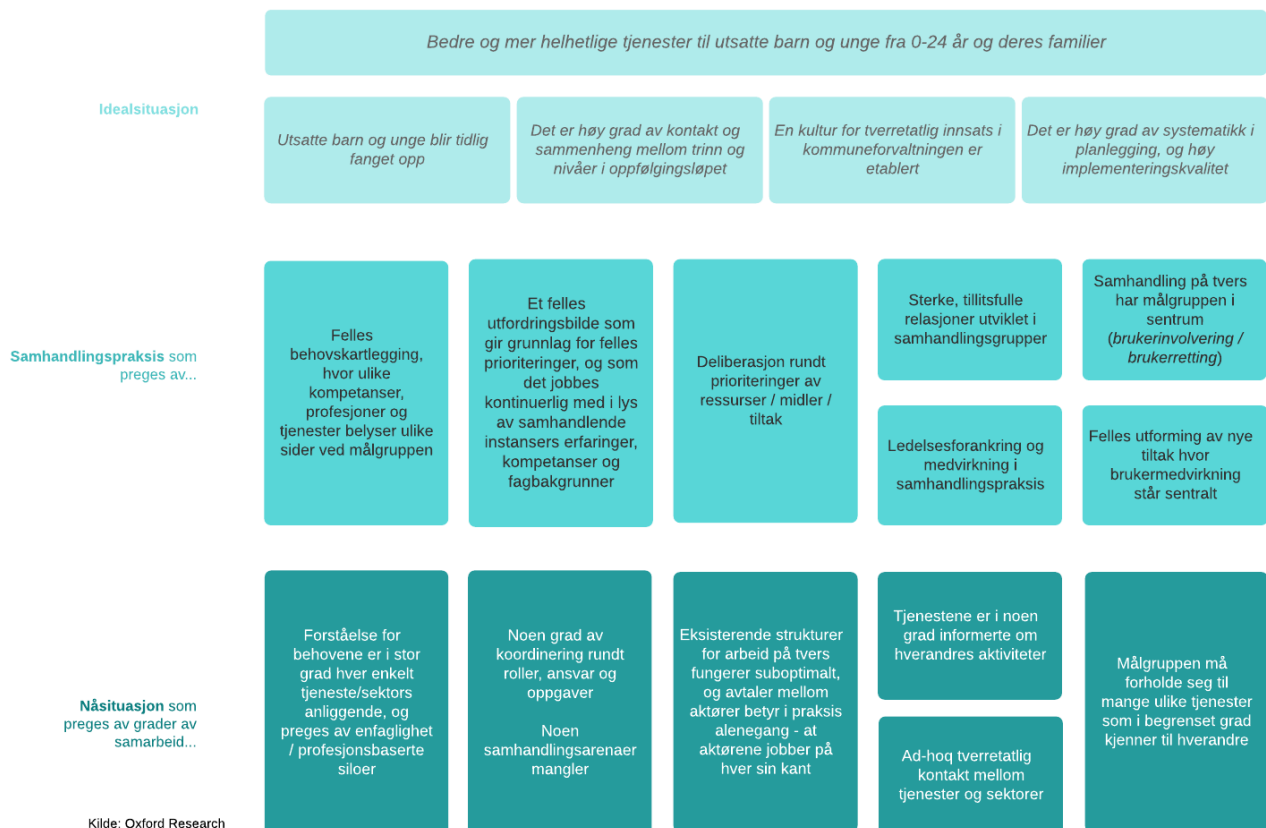 Bedre og mer helhetlige tjenester til utsatte barn og unge fra 0-24 år og deres familier
Idealsituasjon
Utsatte barn og unge blir tidlig
fanget opp
Det er høy grad av kontakt og
sammenheng mellom trinn og
nivåer i oppfølgingsløpet
En kultur for tverretatlig innsats i
kommuneforvaltningen er
etablert
Det er høy grad av systematikk i
planlegging, og høy
implementeringskvalitet
Samhandlingspraksis som
preges av...
Felles
behovskartlegging,
hvor ulike
kompetanser,
profesjoner og
tjenester belyser ulike
sider ved målgruppen
Et felles
utfordringsbilde som
gir grunnlag for felles
prioriteringer, og som
det jobbes
kontinuerlig med i lys
av samhandlende
instansers erfaringer,
kompetanser og
fagbakgrunner
Deliberasjon rundt
prioriteringer av
ressurser / midler /
tiltak
Sterke, tillitsfulle
relasjoner utviklet i
samhandlingsgrupper
Ledelsesforankring og
medvirkning i
samhandlingspraksis
Samhandling på tvers
har målgruppen i
sentrum
(brukerinvolvering /
brukerretting)
Felles utforming av nye
tiltak hvor
brukermedvirkning
står sentralt
Nåsituasjon som
preges av grader av
samarbeid...
Forståelse for
behovene er i stor
grad hver enkelt
tjeneste/sektors
anliggende, og
preges av enfaglighet
/ profesjonsbaserte
siloer
Noen grad av
koordinering rundt
roller, ansvar og
oppgaver
Noen
samhandlingsarenaer
mangler
Eksisterende strukturer
for arbeid på tvers
fungerer suboptimalt,
og avtaler mellom
aktører betyr i praksis
alenegang - at
aktørene jobber på
hver sin kant
Tjenestene er i noen
grad informerte om
hverandres aktiviteter
Ad-hoq tverretatlig
kontakt mellom
tjenester og sektorer
Målgruppen må
forholde seg til
mange ulike tjenester
som i begrenset grad
kjenner til hverandre
Kilde: Oxford Research